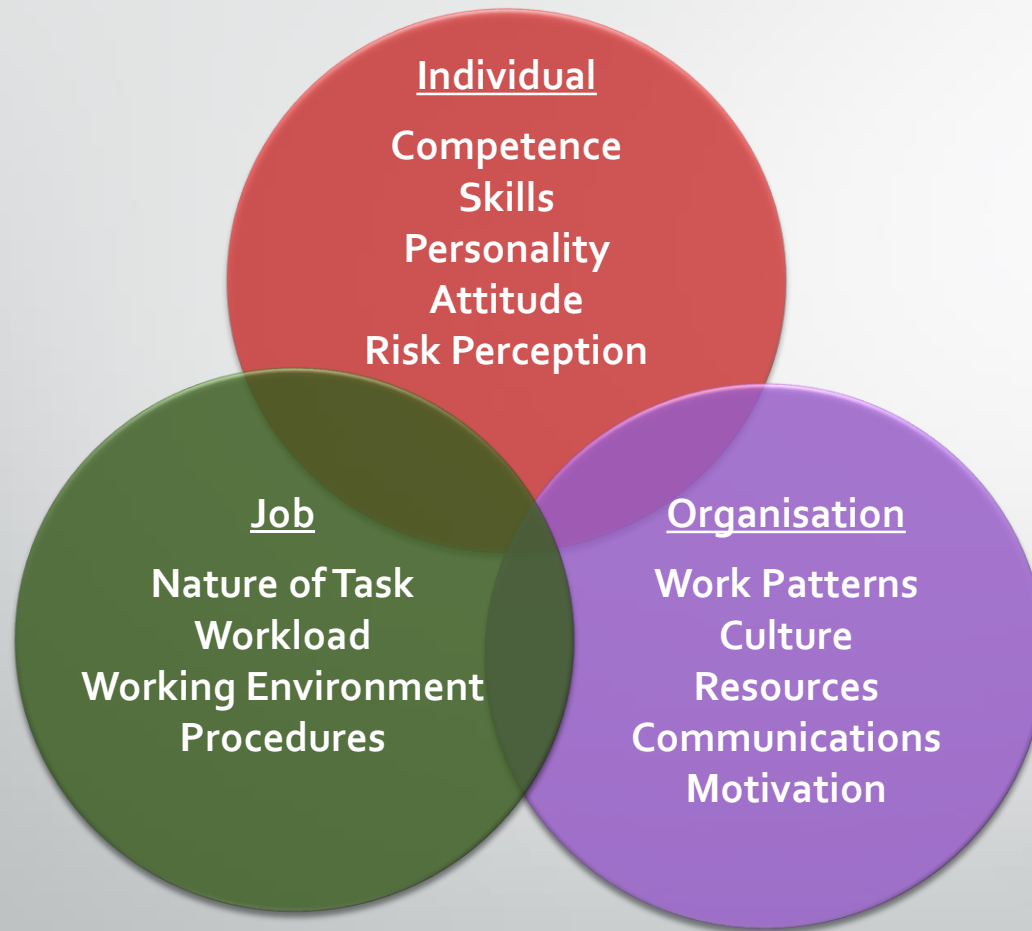 Individual
Competence
Skills
Personality
Attitude
Risk Perception
Job
Nature of Task
Workload
Working Environment
Procedures
Organisation
Work Patterns
Culture
Resources
Communications
Motivation